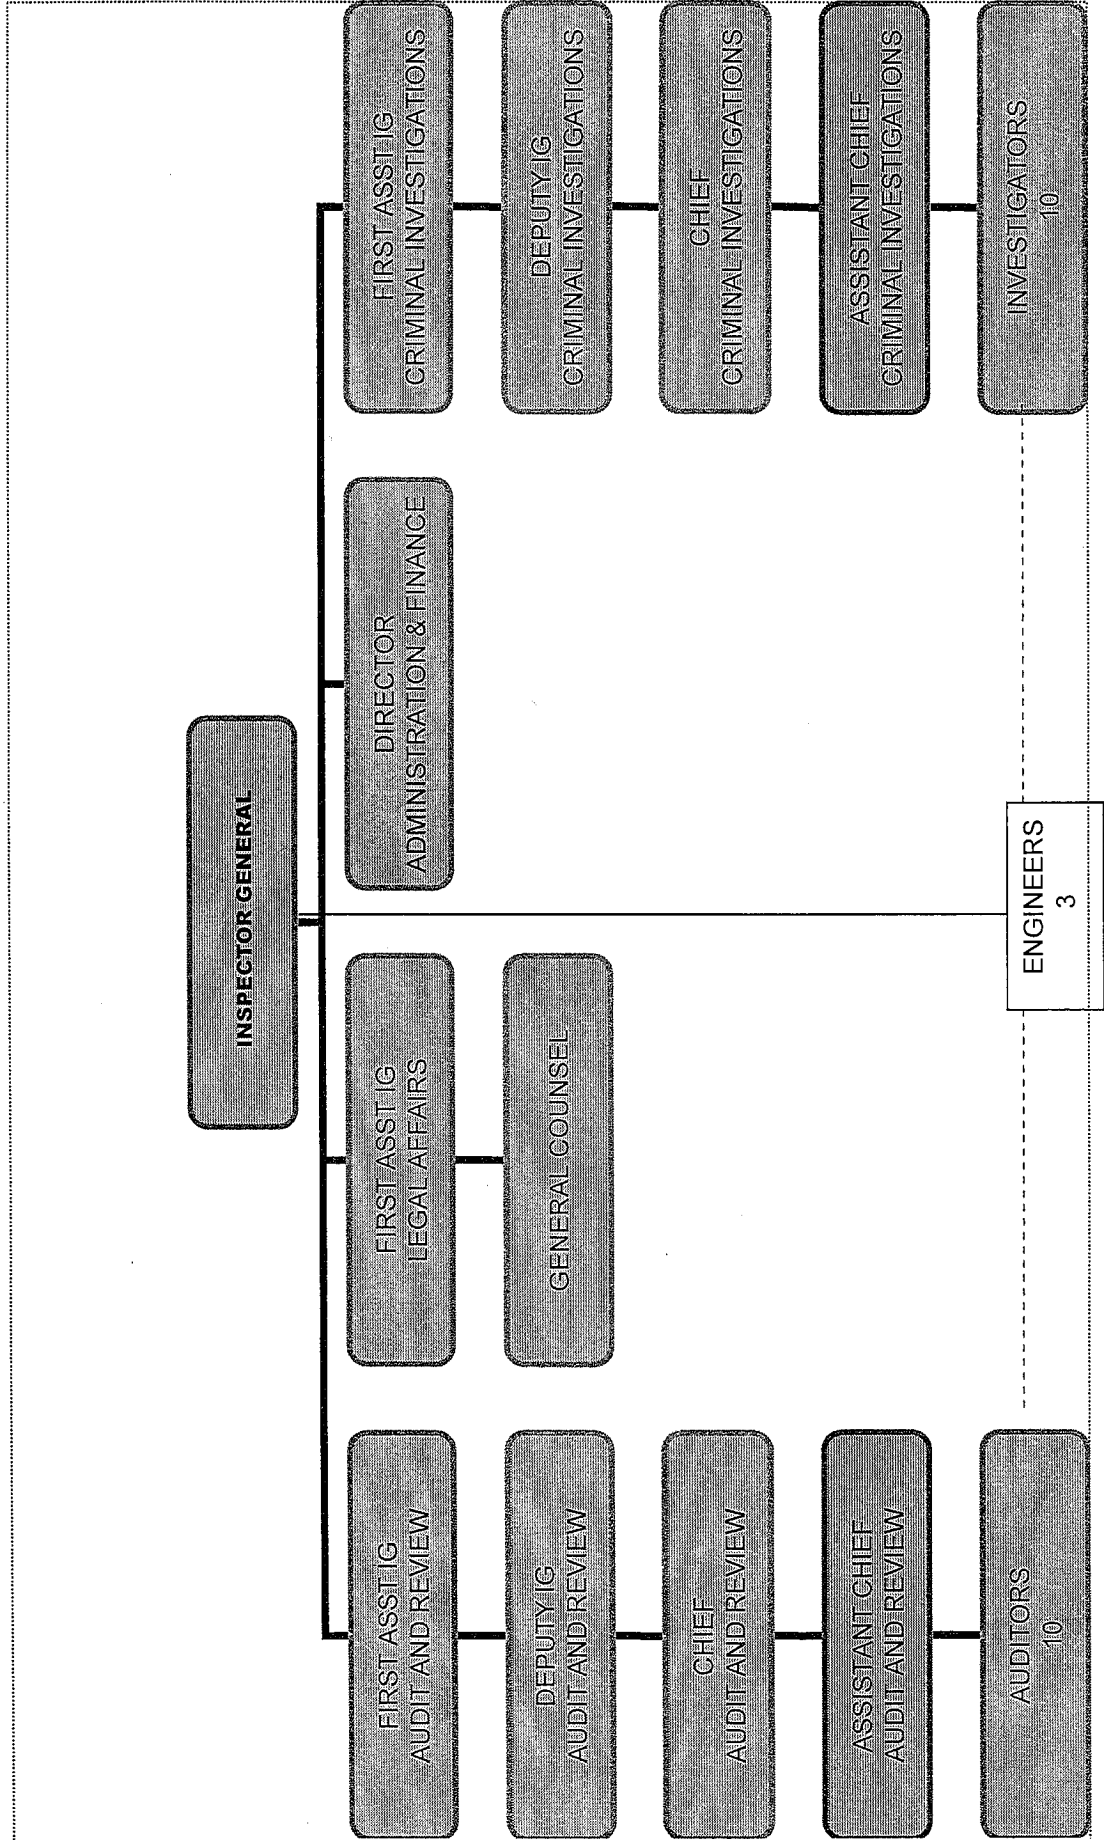 INSPECTOR GENERAL
FIRST ASST IG
AUDIT AND REVIEW
FIRST ASST IG
LEGAL AFFAIRS
DIRECTOR
ADMINISTRATION & FINANCE
FIRST ASST IG
CRIMINAL INVESTIGATIONS
DEPUTY IG
AUDIT AND REVIEW
GENERAL COUNSEL
DEPUTY IG
CRIMINAL INVESTIGATIONS
CHIEF
AUDIT AND REVIEW
CHIEF
CRIMINAL INVESTIGATIONS
ASSISTANT CHIEF
AUDIT AND REVIEW
ASSISTANT CHIEF
CRIMINAL INVESTIGATIONS
AUDITORS
10
ENGINEERS
3
INVESTIGATORS
10